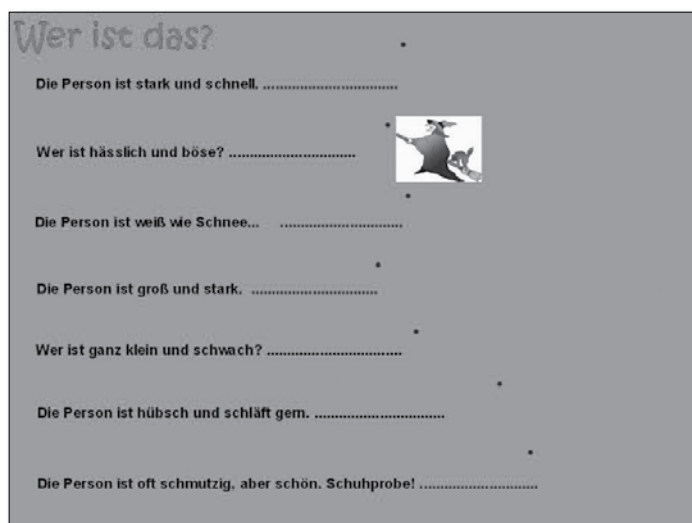 Wer ist das?
Die Person ist stark und schnell. ..................................
Wer ist hässlich und böse? ................................
Die Person ist weiß wie Schnee... ...............................
Die Person ist groß und stark. ................................
Wer ist ganz klein und schwach? ..................................
Die Person ist hübsch und schläft gern. .................................
Die Person ist oft schmutzig, aber schön. Schuhprobe! ..............................